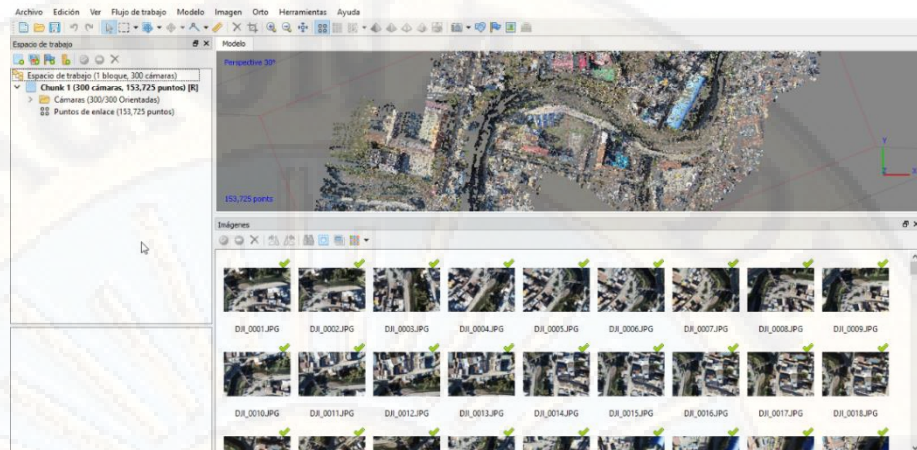 Archivo Edición Ver Flujo de trabajo Modelo Imagen Orto Herramientas Ayuda
Espacio de trabajo
Espacio de trabajo (1 bloque, 300 cámaras)
Chunk 1 (300 cámaras, 153,725 puntos) [R]
Cámaras (300/300 Orientadas)
Puntos de enlace (153,725 puntos)
Modelo
Perspective 30°
Y
X
153,725 points
Imágenes
DJI_0001.JPG DJI_0002.JPG DJI_0003.JPG DJI_0004.JPG DJI_0005.JPG DJI_0006.JPG DJI_0007.JPG DJI_0008.JPG DJI_0009.JPG
DJI_0010.JPG DJI_0011.JPG DJI_0012.JPG DJI_0013.JPG DJI_0014.JPG DJI_0015.JPG DJI_0016.JPG DJI_0017.JPG DJI_0018.JPG